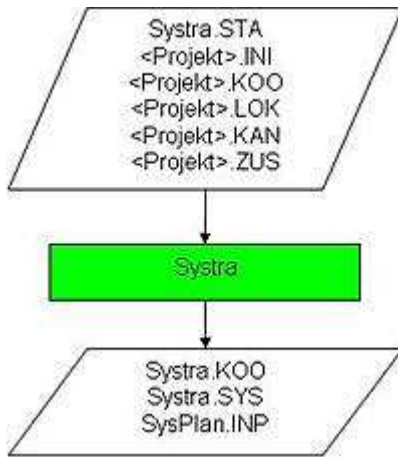 Systra.STA
<Projekt>.INI
<Projekt>.KOO
<Projekt>.LOK
<Projekt>.KAN
<Projekt>.ZUS
Systra
Systra.KOO
Systra.SYS
SysPlan.INP